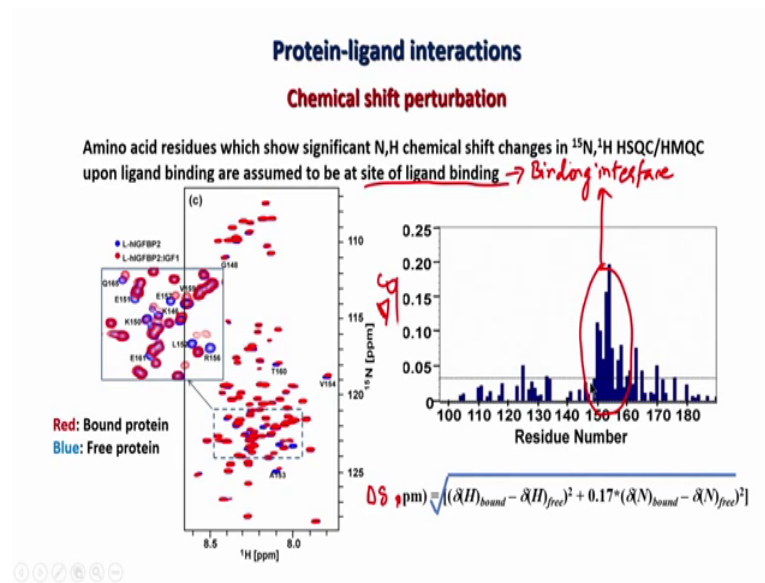 Protein-ligand interactions
Chemical shift perturbation
Amino acid residues which show significant N,H chemical shift changes in ¹⁵N,¹H HSQC/HMQC
upon ligand binding are assumed to be at site of ligand binding → Binding interface
(c)
L-hIGFBP2
L-hIGFBP2:IGF1
G148
Q165
E151
V159
K146
K150
L152
E161
R156
T160
V154
A153
110
115
120
125
¹⁵N [ppm]
8.5 8.0
¹H [ppm]
Red: Bound protein
Blue: Free protein
0.25
0.20
0.15
0.10
0.05
0
Δδ
100 110 120 130 140 150 160 170 180
Residue Number
Δδ ,pm) = √[(δ(H)bound − δ(H)free)² + 0.17*(δ(N)bound − δ(N)free)²]